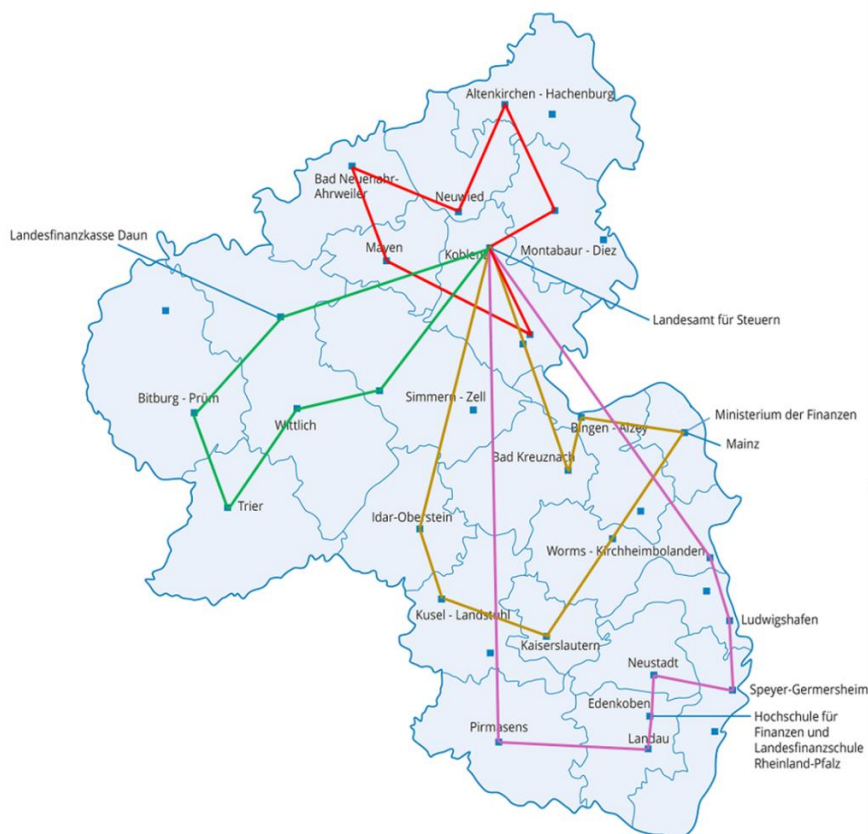 Altenkirchen - Hachenburg
Bad Neuenahr-
Ahrweiler
Neuwied
Landesfinanzkasse Daun
Mayen
Koblenz
Montabaur - Diez
Landesamt für Steuern
Bitburg - Prüm
Simmern - Zell
Wittlich
Bingen - Alzey
Ministerium der Finanzen
Mainz
Bad Kreuznach
Trier
Idar-Oberstein
Worms - Kirchheimbolanden
Kusel - Landstuhl
Ludwigshafen
Kaiserslautern
Neustadt
Speyer-Germersheim
Edenkoben
Hochschule für
Finanzen und
Landesfinanzschule
Rheinland-Pfalz
Pirmasens
Landau